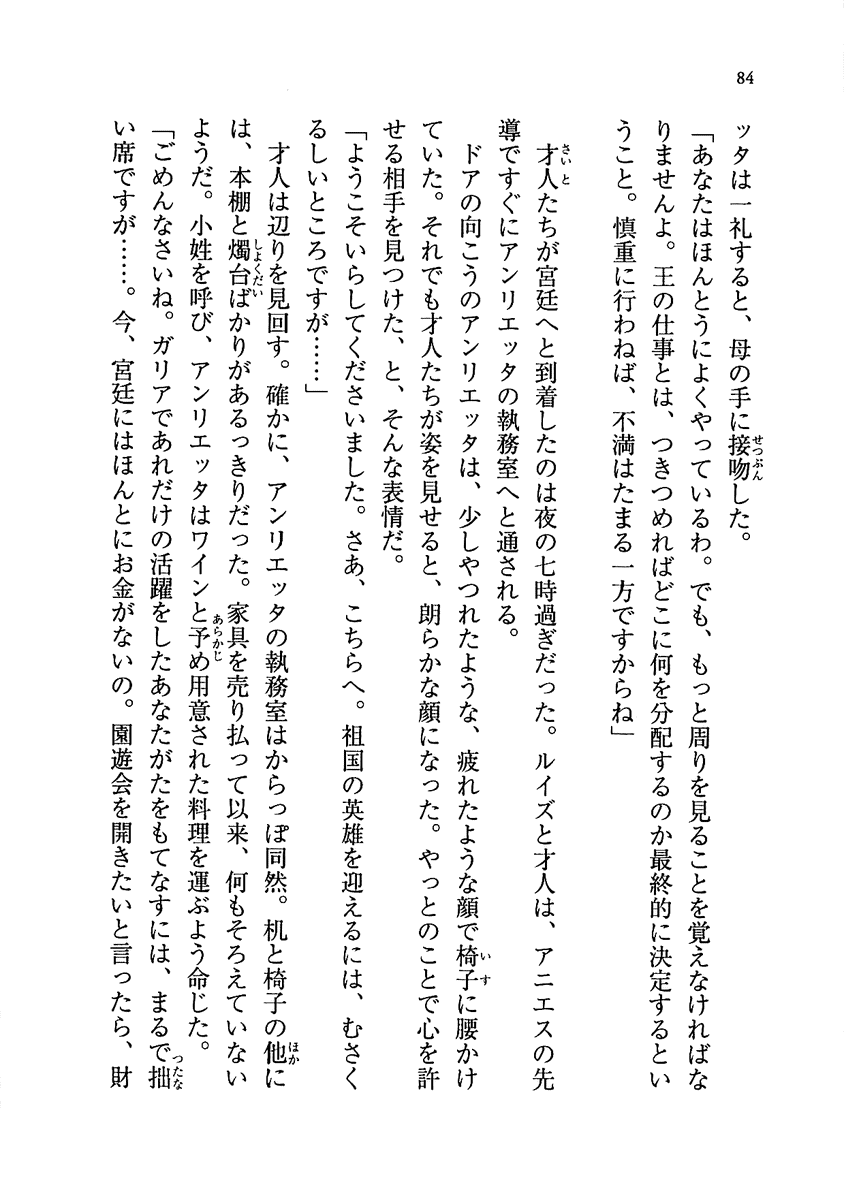 84
ッタは一礼すると、母の手に接吻した。
「あなたはほんとうによくやっているわ。でも、もっと周りを見ることを覚えなければな
りませんよ。王の仕事とは、つきつめればどこに何を分配するのか最終的に決定するとい
うこと。慎重に行わねば、不満はたまる一方ですからね」
才人たちが宮廷へと到着したのは夜の七時過ぎだった。ルイズと才人は、アニエスの先
導ですぐにアンリエッタの執務室へと通される。
ドアの向こうのアンリエッタは、少しやつれたような、疲れたような顔で椅子に腰かけ
ていた。それでも才人たちが姿を見せると、朗らかな顔になった。やっとのことで心を許
せる相手を見つけた、と、そんな表情だ。
「ようこそいらしてくださいました。さあ、こちらへ。祖国の英雄を迎えるには、むさく
るしいところですが……」
才人は辺りを見回す。確かに、アンリエッタの執務室はからっぽ同然。机と椅子の他に
は、本棚と燭台ばかりがあるっきりだった。家具を売り払って以来、何もそろえていない
ようだ。小姓を呼び、アンリエッタはワインと予め用意された料理を運ぶよう命じた。
「ごめんなさいね。ガリアであれだけの活躍をしたあなたがたをもてなすには、まるで拙
い席ですが……。今、宮廷にはほんとにお金がないの。園遊会を開きたいと言ったら、財
せつぶん
さいと
いす
ほか
しょくだい
あらかじ
つたな